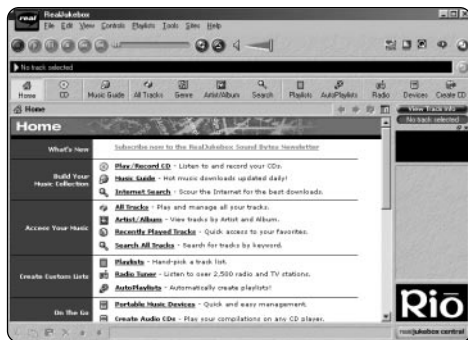 real RealJukebox
File Edit View Controls Playlists Tools Sites Help
No track selected
Home CD Music Guide All Tracks Genre Artist/Album Search Playlists AutoPlaylists Radio Devices Create CD
Home View Track Info
No track selected
Home
What's New Subscribe now to the RealJukebox Sound Bytes Newsletter
Build Your Music Collection
Play/Record CD - Listen to and record your CDs.
Music Guide - Hot music downloads updated daily!
Internet Search - Scour the Internet for the best downloads.
Access Your Music
All Tracks - Play and manage all your tracks.
Artist/Album - View tracks by Artist and Album.
Recently Played Tracks - Quick access to your favorites.
Search All Tracks - Search for tracks by keyword.
Create Custom Lists
Playlists - Hand-pick a track list.
Radio Tuner - Listen to over 2,500 radio and TV stations.
AutoPlaylists - Automatically create playlists!
On The Go
Portable Music Devices - Quick and easy management.
Create Audio CDs - Play your compilations on any CD player.
Rio
realjukebox central